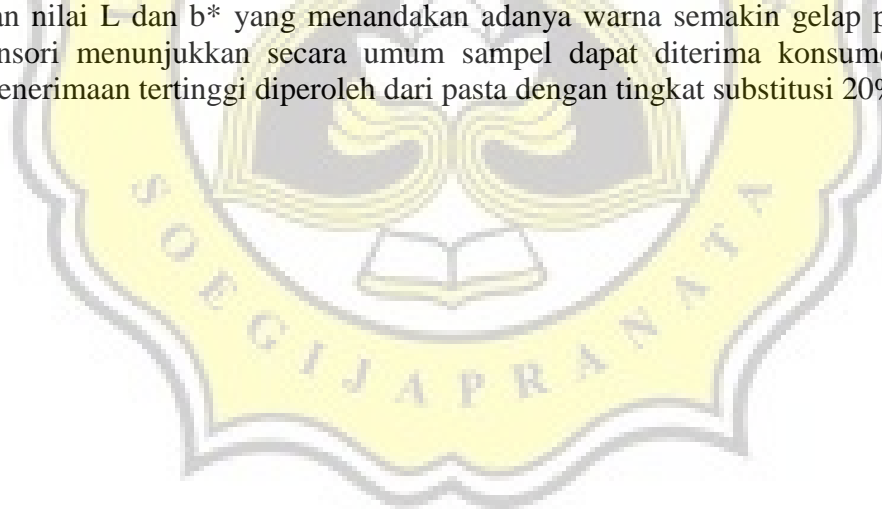 an nilai L dan b* yang menandakan adanya warna semakin gelap p
nsori menunjukkan secara umum sampel dapat diterima konsume
enerimaan tertinggi diperoleh dari pasta dengan tingkat substitusi 20%
SOEGIJAPRANATA